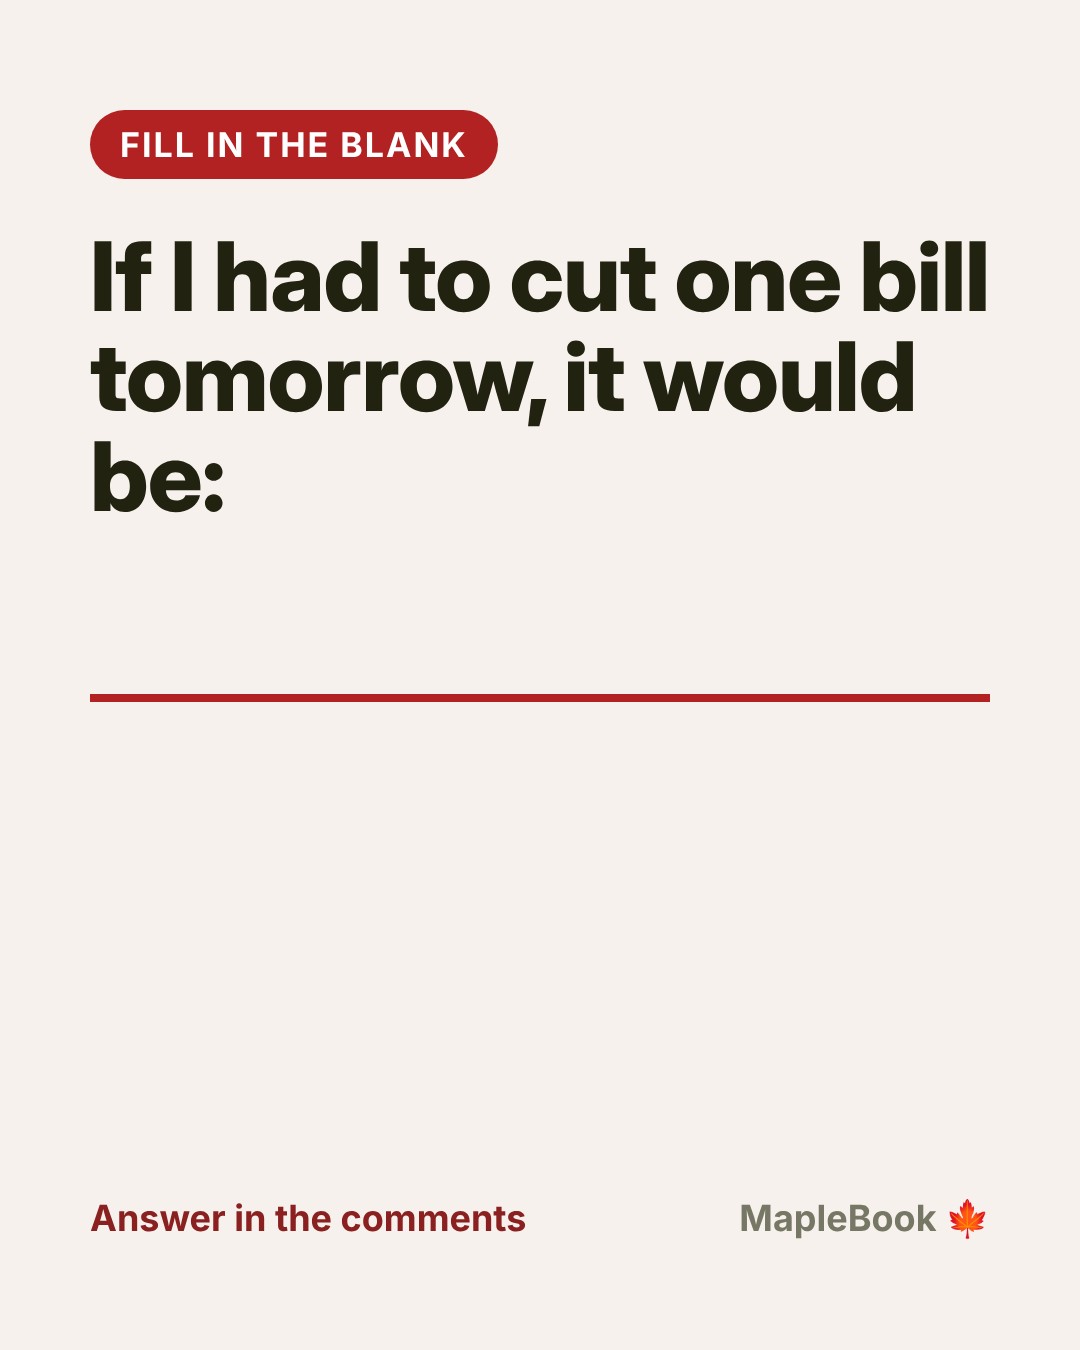 FILL IN THE BLANK
If I had to cut one bill
tomorrow, it would
be:
Answer in the comments
MapleBook 🍁